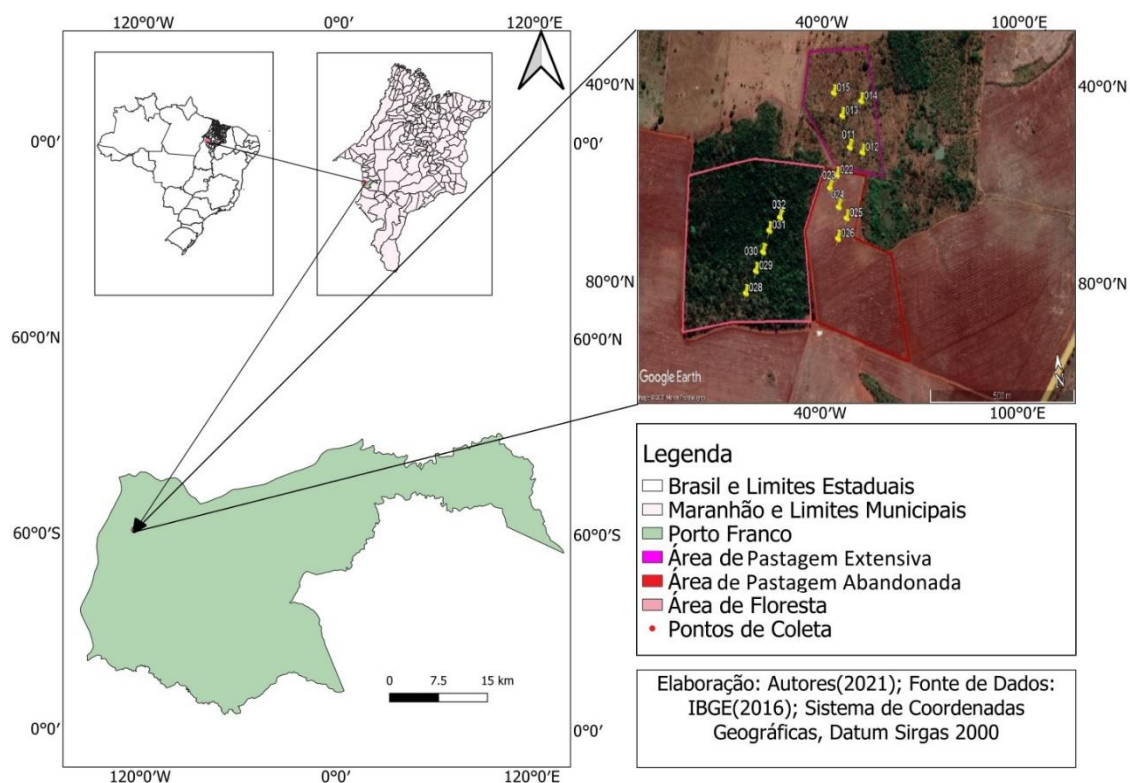 120°0'W 0°0' 120°0'E
40°0'W 100°0'E
40°0'N 40°0'N
0°0' 0°0'
015 014
013
011
012
022
023
024
025
026
032
031
030
029
028
80°0'N 80°0'N
60°0'N 60°0'N
Google Earth
500 m
N
40°0'W 100°0'E
Legenda
Brasil e Limites Estaduais
Maranhão e Limites Municipais
Porto Franco
Área de Pastagem Extensiva
Área de Pastagem Abandonada
Área de Floresta
Pontos de Coleta
60°0'S 60°0'S
0 7.5 15 km
Elaboração: Autores(2021); Fonte de Dados:
IBGE(2016); Sistema de Coordenadas
Geográficas, Datum Sirgas 2000
0°0' 0°0'
120°0'W 0°0' 120°0'E